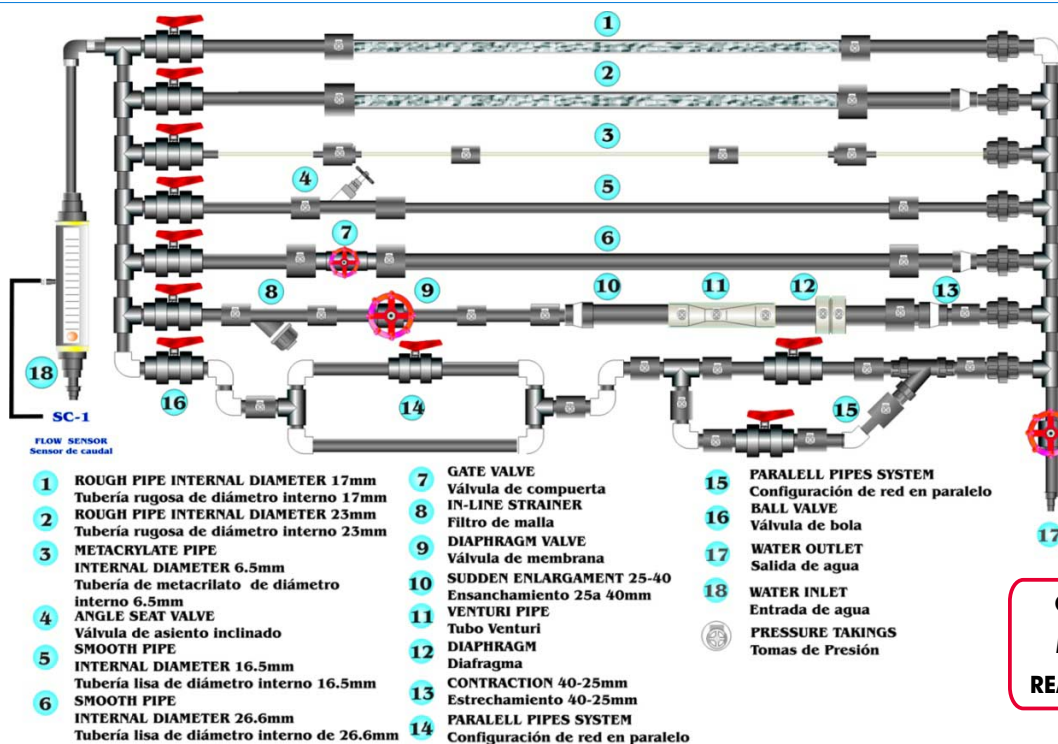 1
2
3
4
5
6
7
8
9
10
11
12
13
14
15
16
17
18
SC-1
FLOW SENSOR
Sensor de caudal
1 ROUGH PIPE INTERNAL DIAMETER 17mm
Tubería rugosa de diámetro interno 17mm
2 ROUGH PIPE INTERNAL DIAMETER 23mm
Tubería rugosa de diámetro interno 23mm
3 METACRYLATE PIPE
INTERNAL DIAMETER 6.5mm
Tubería de metacrilato de diámetro
interno 6.5mm
4 ANGLE SEAT VALVE
Válvula de asiento inclinado
5 SMOOTH PIPE
INTERNAL DIAMETER 16.5mm
Tubería lisa de diámetro interno 16.5mm
6 SMOOTH PIPE
INTERNAL DIAMETER 26.6mm
Tubería lisa de diámetro interno de 26.6mm
7 GATE VALVE
Válvula de compuerta
8 IN-LINE STRAINER
Filtro de malla
9 DIAPHRAGM VALVE
Válvula de membrana
10 SUDDEN ENLARGAMENT 25-40
Ensanchamiento 25a 40mm
11 VENTURI PIPE
Tubo Venturi
12 DIAPHRAGM
Diafragma
13 CONTRACTION 40-25mm
Estrechamiento 40-25mm
14 PARALELL PIPES SYSTEM
Configuración de red en paralelo
15 PARALELL PIPES SYSTEM
Configuración de red en paralelo
16 BALL VALVE
Válvula de bola
17 WATER OUTLET
Salida de agua
18 WATER INLET
Entrada de agua
PRESSURE TAKINGS
Tomas de Presión